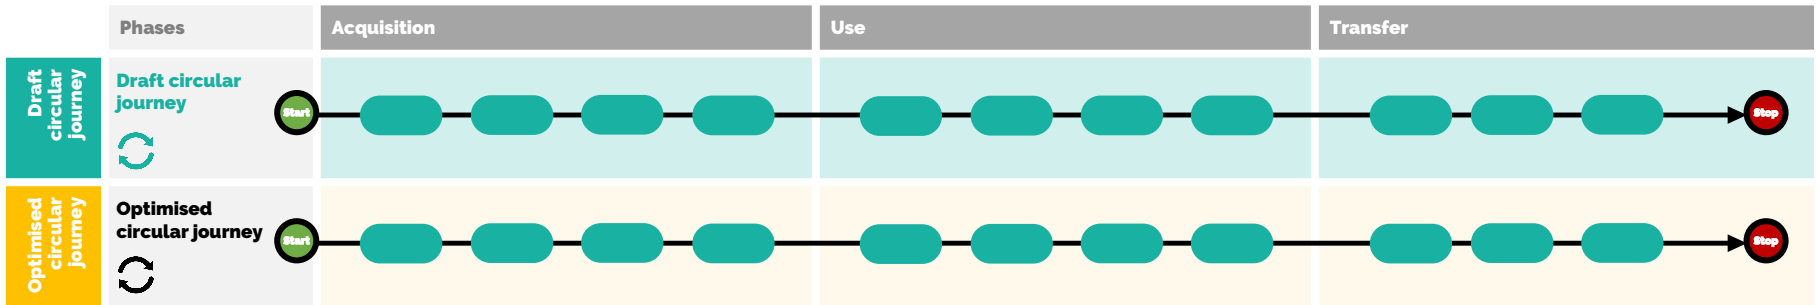 Phases
Acquisition
Use
Transfer
Draft
circular
journey
Draft circular
journey
Start
Stop
Optimised
circular
journey
Optimised
circular journey
Start
Stop